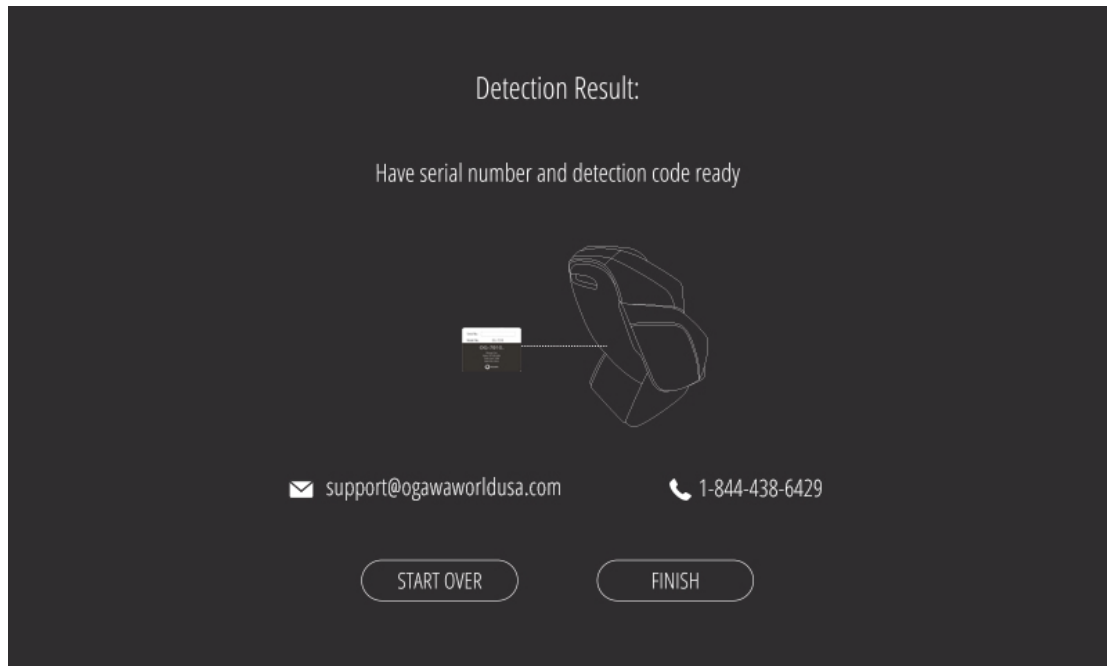 Detection Result:
Have serial number and detection code ready
support@ogawaworldusa.com
1-844-438-6429
START OVER
FINISH